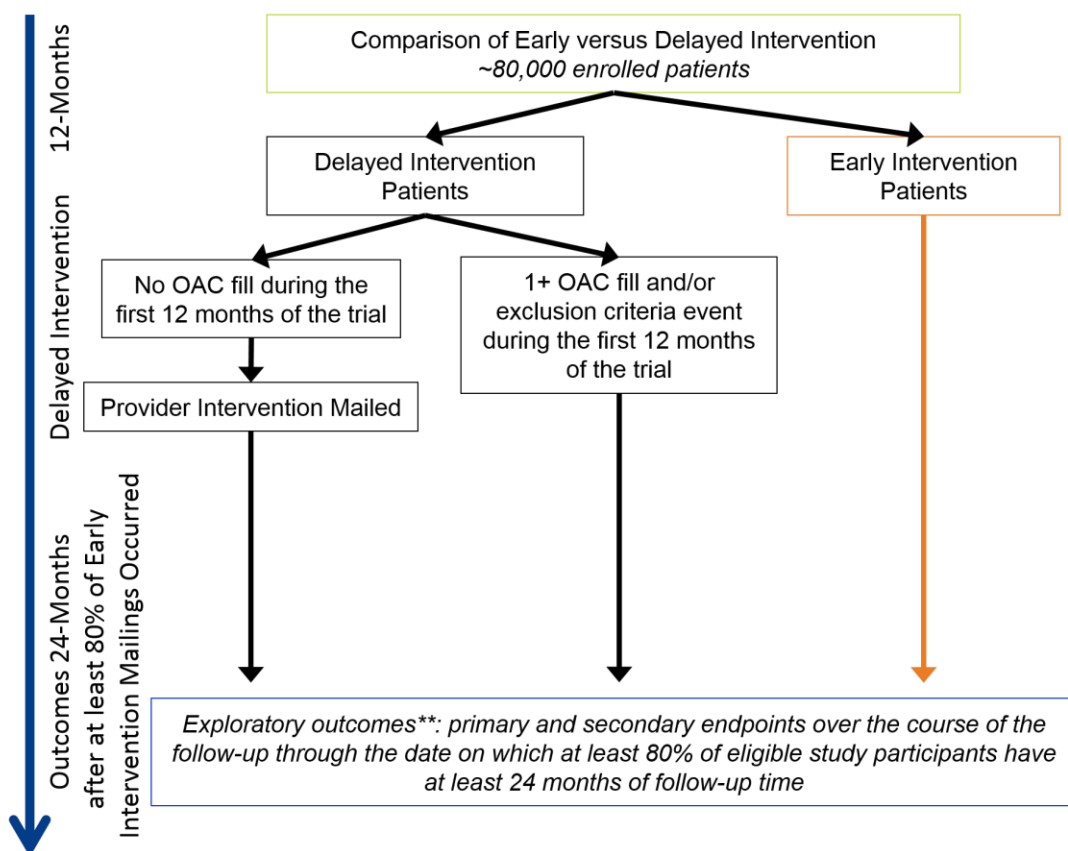 12-Months
Delayed Intervention
Outcomes 24-Months
after at least 80% of Early
Intervention Mailings Occurred
Comparison of Early versus Delayed Intervention
~80,000 enrolled patients
Delayed Intervention
Patients
Early Intervention
Patients
No OAC fill during the
first 12 months of the trial
1+ OAC fill and/or
exclusion criteria event
during the first 12 months
of the trial
Provider Intervention Mailed
Exploratory outcomes**: primary and secondary endpoints over the course of the
follow-up through the date on which at least 80% of eligible study participants have
at least 24 months of follow-up time